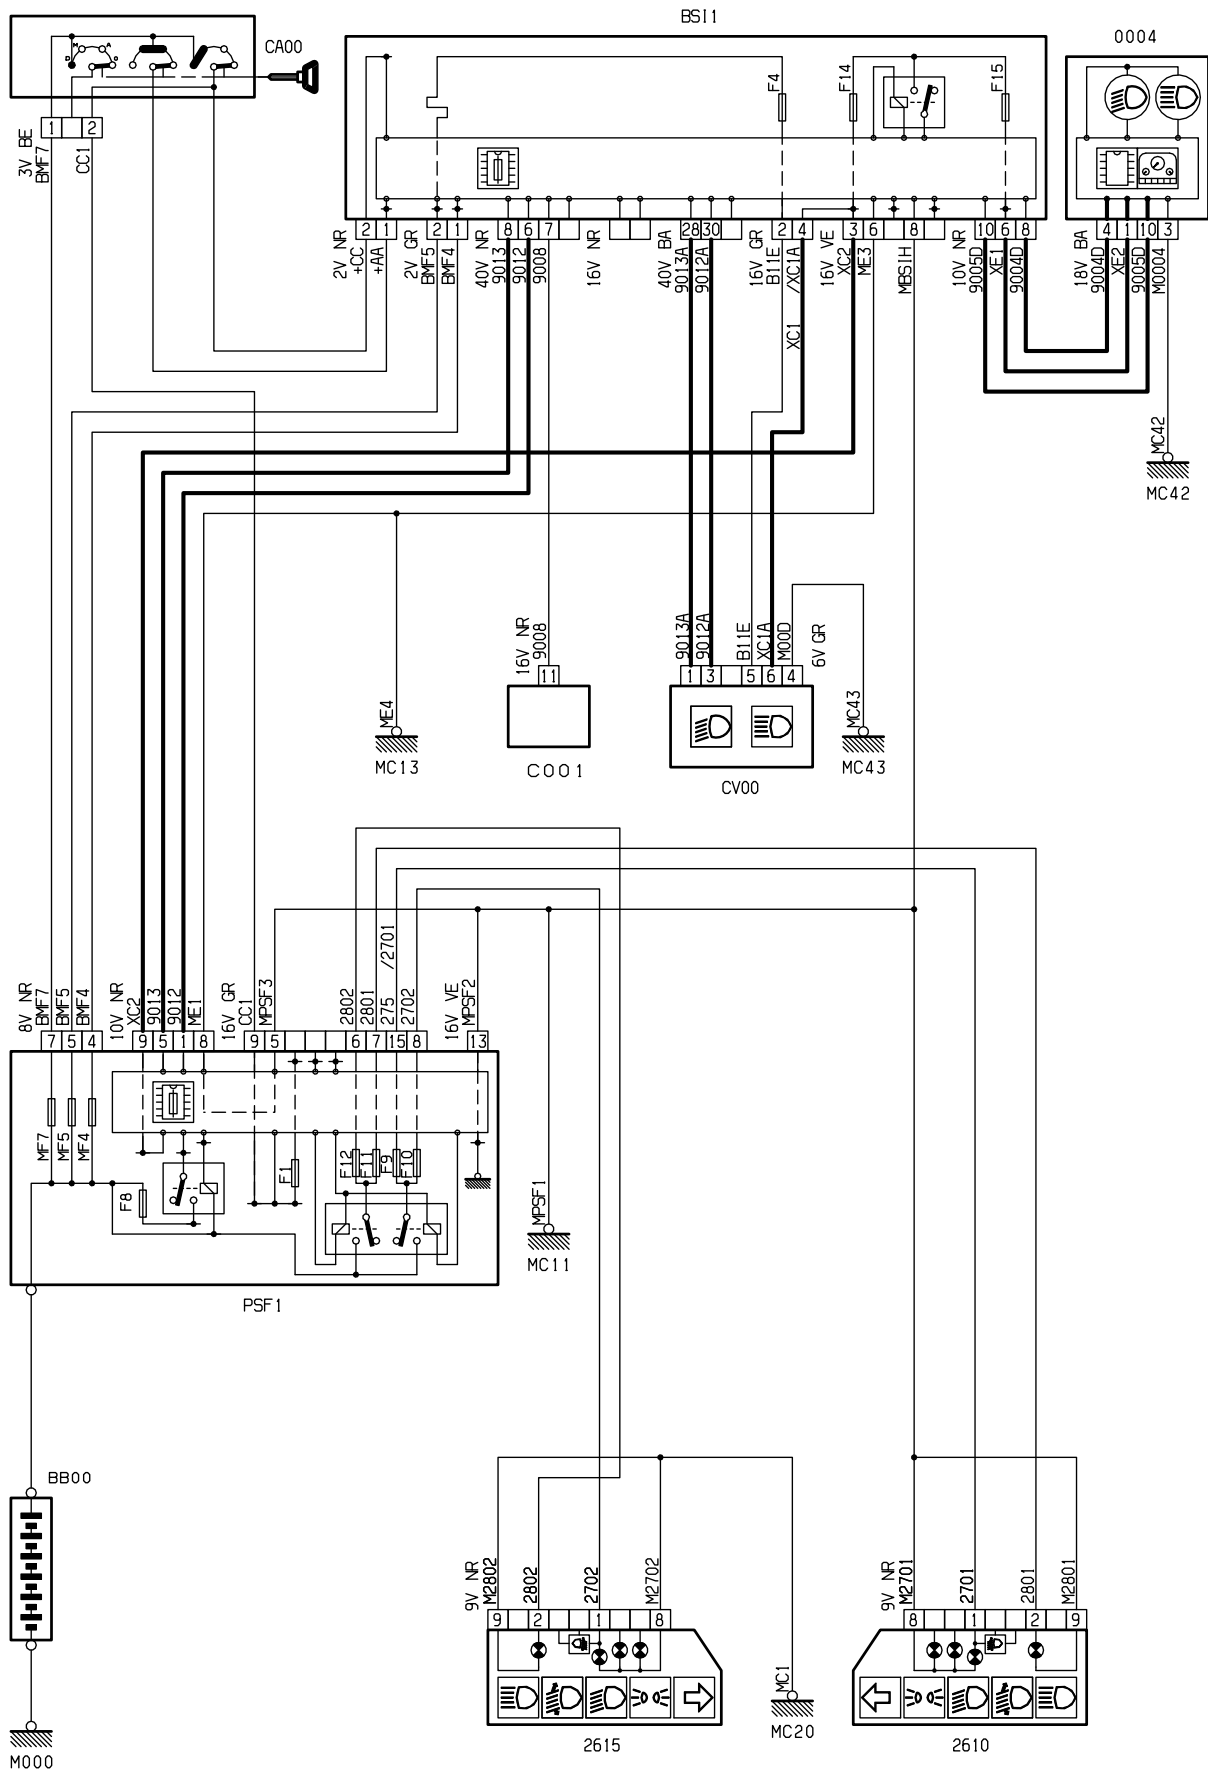 BSI1
CA00
0004
M
A
D
O
F4
F14
F15
1
2
3V BE
BMF7
CC1
2
1
2
1
8
6
7
28
30
2
4
3
6
8
10
6
8
4
1
10
3
2V NR
+CC
+AA
2V GR
BMF5
BMF4
40V NR
9013
9012
9008
16V NR
40V BA
9013A
9012A
16V GR
B11E
/XC1A
16V VE
XC2
ME3
MBSIH
10V NR
9005D
XE1
9004D
18V BA
9004D
XE2
9005D
M0004
XC1
MC42
MC42
16V NR
9008
11
C001
9013A
9012A
B11E
XC1A
M00D
6V GR
1
3
5
6
4
CV00
MC43
MC43
ME4
MC13
8V NR
BMF7
BMF5
BMF4
10V NR
XC2
9013
9012
ME1
16V GR
CC1
MPSF3
2802
2801
275
/2701
2702
16V VE
MPSF2
7
5
4
9
5
1
8
9
5
6
7
15
8
13
MF7
MF5
MF4
F8
F1
F12
F11
F9
F10
PSF1
MPSF1
MC11
BB00
M000
9V NR
M2802
2802
2702
M2702
9
2
1
8
2615
MC1
MC20
9V NR
M2701
2701
2801
M2801
8
1
2
9
2610